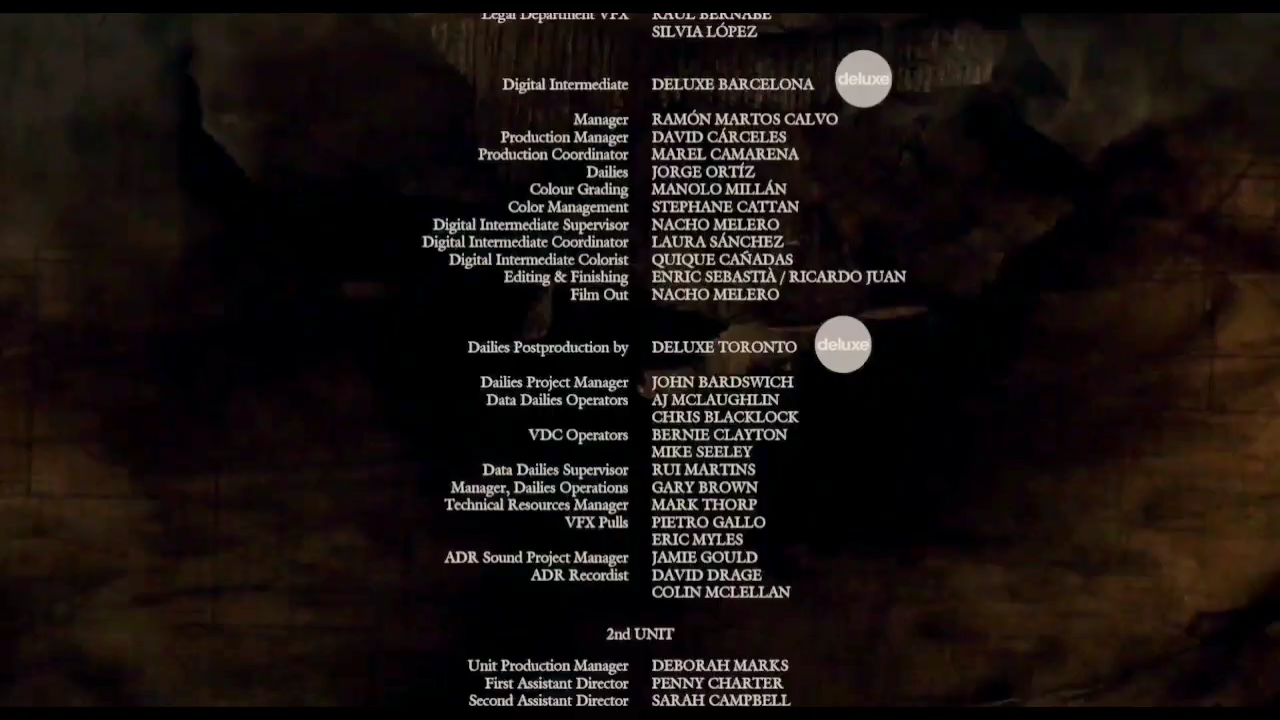 Legal Department VFX RAÚL BERNABÉ
SILVIA LÓPEZ
Digital Intermediate DELUXE BARCELONA deluxe
Manager RAMÓN MARTOS CALVO
Production Manager DAVID CÁRCELES
Production Coordinator MAREL CAMARENA
Dailies JORGE ORTÍZ
Colour Grading MANOLO MILLÁN
Color Management STEPHANE CATTAN
Digital Intermediate Supervisor NACHO MELERO
Digital Intermediate Coordinator LAURA SÁNCHEZ
Digital Intermediate Colorist QUIQUE CAÑADAS
Editing & Finishing ENRIC SEBASTIÀ / RICARDO JUAN
Film Out NACHO MELERO
Dailies Postproduction by DELUXE TORONTO deluxe
Dailies Project Manager JOHN BARDSWICH
Data Dailies Operators AJ MCLAUGHLIN
CHRIS BLACKLOCK
VDC Operators BERNIE CLAYTON
MIKE SEELEY
Data Dailies Supervisor RUI MARTINS
Manager, Dailies Operations GARY BROWN
Technical Resources Manager MARK THORP
VFX Pulls PIETRO GALLO
ERIC MYLES
ADR Sound Project Manager JAMIE GOULD
ADR Recordist DAVID DRAGE
COLIN MCLELLAN
2nd UNIT
Unit Production Manager DEBORAH MARKS
First Assistant Director PENNY CHARTER
Second Assistant Director SARAH CAMPBELL